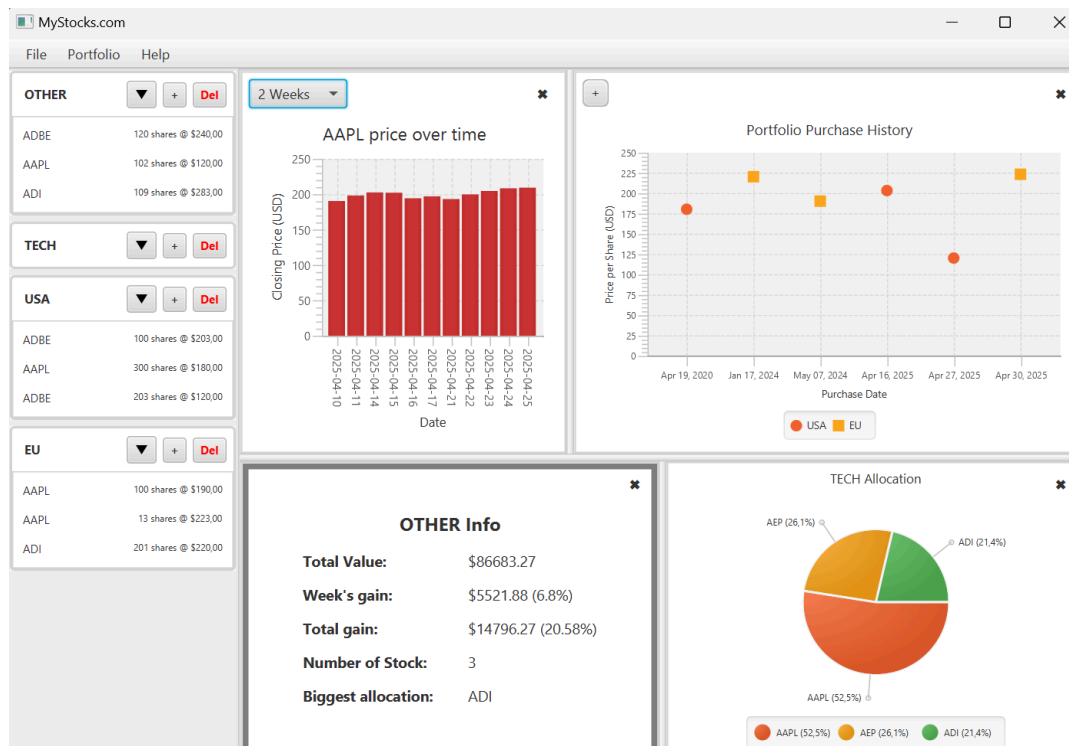 MyStocks.com
File Portfolio Help
OTHER ▼ + Del
ADBE 120 shares @ $240,00
AAPL 102 shares @ $120,00
ADI 109 shares @ $283,00
TECH ▼ + Del
USA ▼ + Del
ADBE 100 shares @ $203,00
AAPL 300 shares @ $180,00
ADBE 203 shares @ $120,00
EU ▼ + Del
AAPL 100 shares @ $190,00
AAPL 13 shares @ $223,00
ADI 201 shares @ $220,00
2 Weeks
AAPL price over time
Closing Price (USD)
250
200
150
100
50
0
2025-04-10
2025-04-11
2025-04-14
2025-04-15
2025-04-16
2025-04-17
2025-04-21
2025-04-22
2025-04-23
2025-04-24
2025-04-25
Date
+
Portfolio Purchase History
Price per Share (USD)
250
225
200
175
150
125
100
75
50
25
0
Apr 19, 2020 Jan 17, 2024 May 07, 2024 Apr 16, 2025 Apr 27, 2025 Apr 30, 2025
Purchase Date
USA EU
OTHER Info
Total Value: $86683.27
Week's gain: $5521.88 (6.8%)
Total gain: $14796.27 (20.58%)
Number of Stock: 3
Biggest allocation: ADI
TECH Allocation
AEP (26,1%)
ADI (21,4%)
AAPL (52,5%)
AAPL (52,5%) AEP (26,1%) ADI (21,4%)